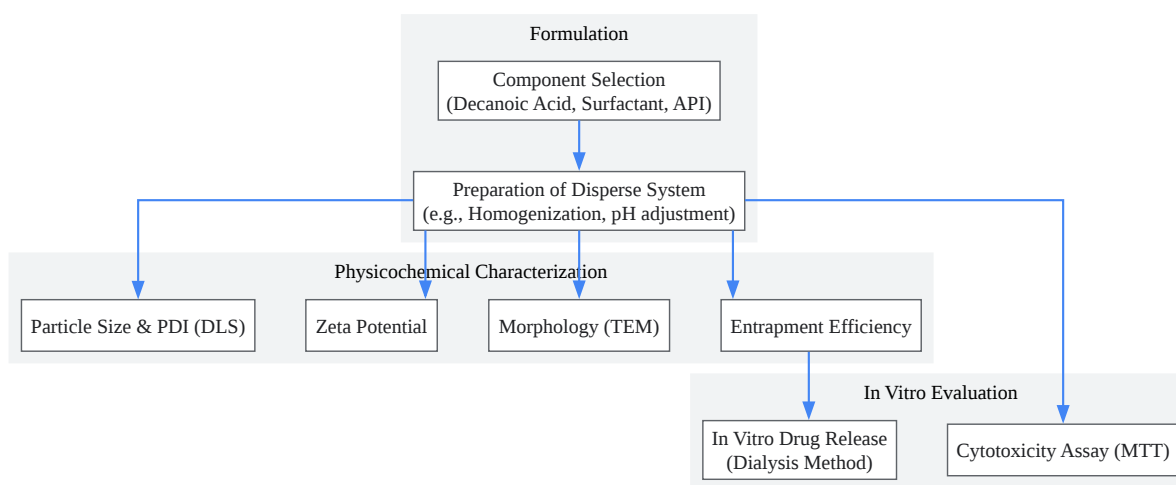 Formulation
Component Selection
(Decanoic Acid, Surfactant, API)
Preparation of Disperse System
(e.g., Homogenization, pH adjustment)
Physicochemical Characterization
Particle Size & PDI (DLS)
Zeta Potential
Morphology (TEM)
Entrapment Efficiency
In Vitro Evaluation
In Vitro Drug Release
(Dialysis Method)
Cytotoxicity Assay (MTT)